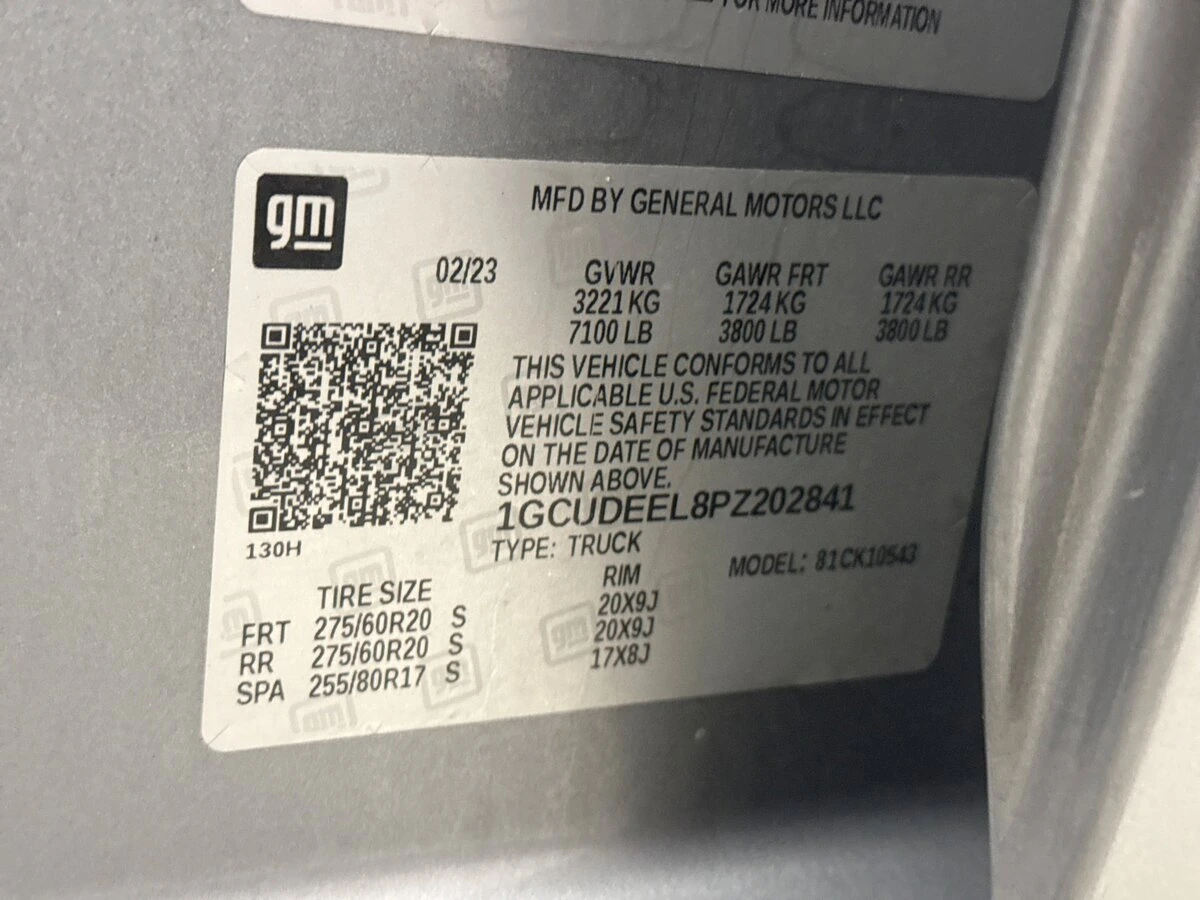 FOR MORE INFORMATION
gm
MFD BY GENERAL MOTORS LLC
02/23 GVWR GAWR FRT GAWR RR
3221 KG 1724 KG 1724 KG
7100 LB 3800 LB 3800 LB
THIS VEHICLE CONFORMS TO ALL
APPLICABLE U.S. FEDERAL MOTOR
VEHICLE SAFETY STANDARDS IN EFFECT
ON THE DATE OF MANUFACTURE
SHOWN ABOVE.
1GCUDEEL8PZ202841
130H
TYPE: TRUCK MODEL: 81CK10543
TIRE SIZE RIM
FRT 275/60R20 S 20X9J
RR 275/60R20 S 20X9J
SPA 255/80R17 S 17X8J